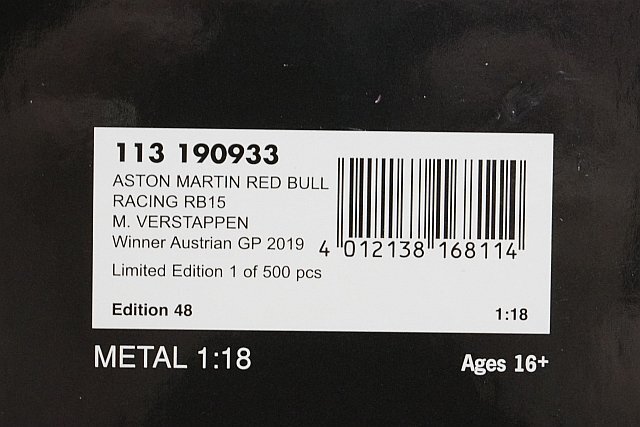 113 190933
ASTON MARTIN RED BULL
RACING RB15
M. VERSTAPPEN
Winner Austrian GP 2019
4 012138 168114
Limited Edition 1 of 500 pcs
Edition 48
1:18
METAL 1:18
Ages 16+